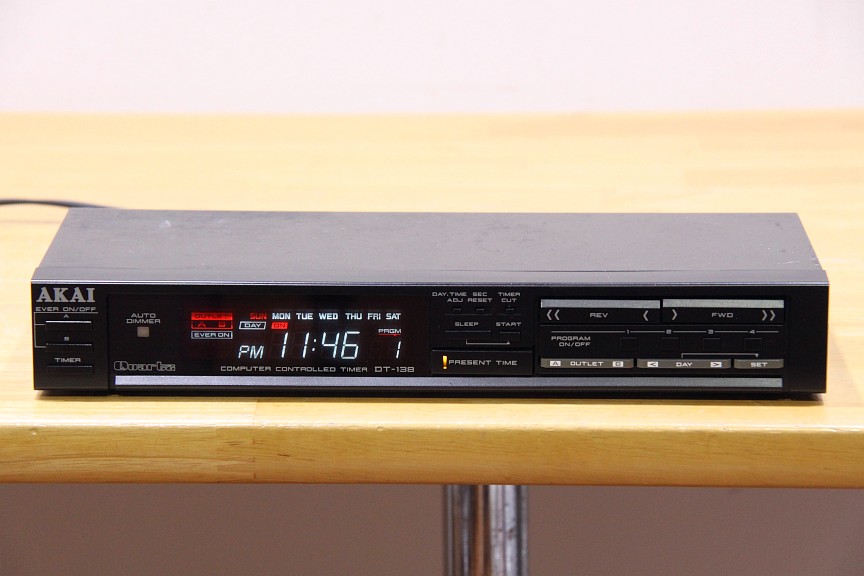 AKAI
EVER ON/OFF
A
B
TIMER
AUTO
DIMMER
Quartz
OUTLET
A B
EVER ON
SUN MON TUE WED THU FRI SAT
DAY ON
PRGM
PM 11:46 1
COMPUTER CONTROLLED TIMER DT-138
DAY, TIME SEC TIMER
ADJ RESET CUT
SLEEP START
PRESENT TIME
REV FWD
PROGRAM
ON/OFF
1 2 3 4
A OUTLET B < DAY > SET